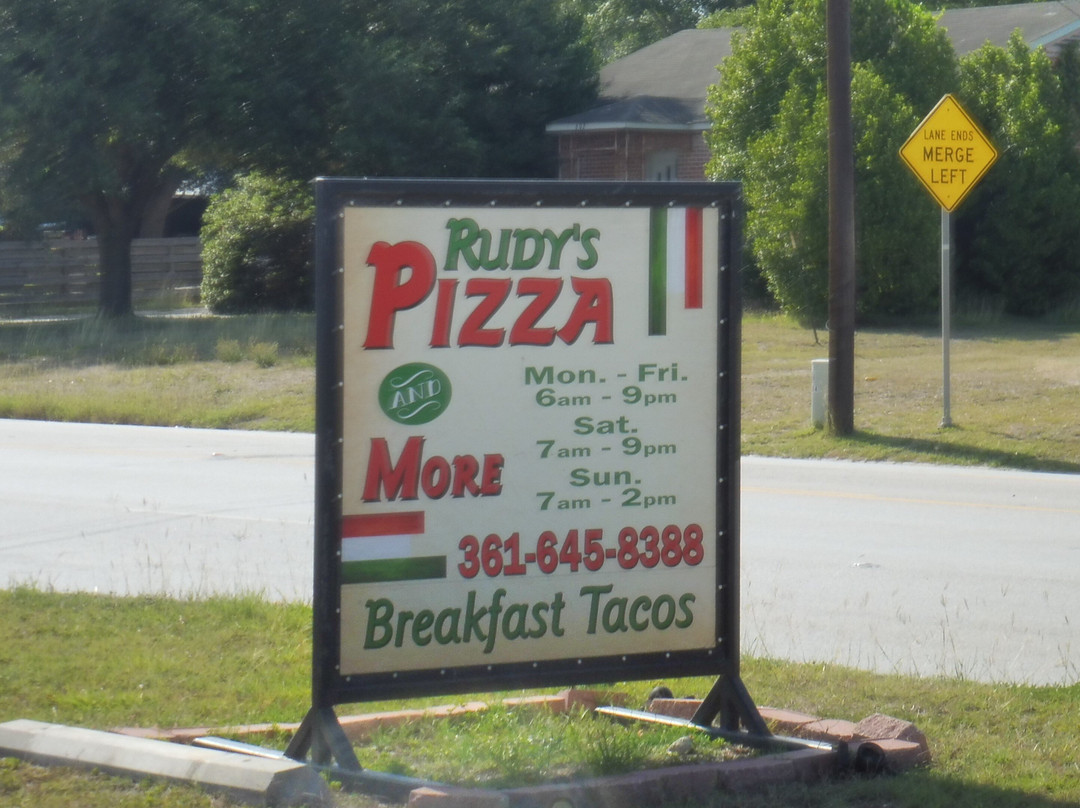 Rudy's
Pizza
AND
More
Mon. - Fri.
6am - 9pm
Sat.
7am - 9pm
Sun.
7am - 2pm
361-645-8388
Breakfast Tacos
LANE ENDS
MERGE
LEFT